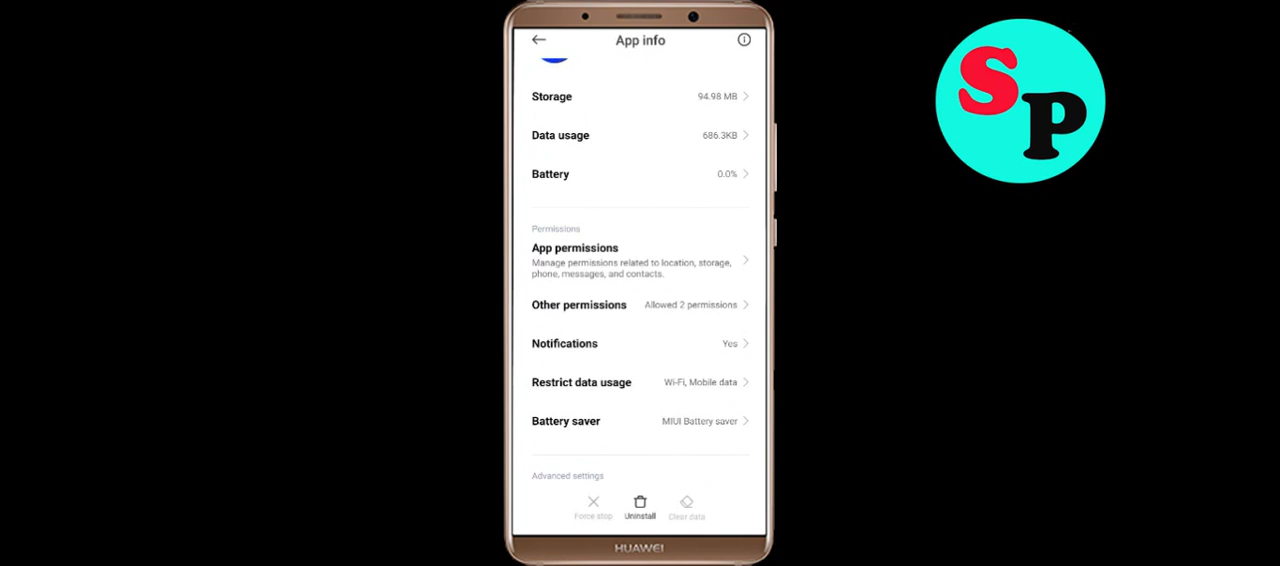 App info
Storage 94.98 MB
Data usage 686.3KB
Battery 0.0%
Permissions
App permissions
Manage permissions related to location, storage,
phone, messages, and contacts.
Other permissions Allowed 2 permissions
Notifications Yes
Restrict data usage Wi-Fi, Mobile data
Battery saver MIUI Battery saver
Advanced settings
Force stop Uninstall Clear data
HUAWEI
SP